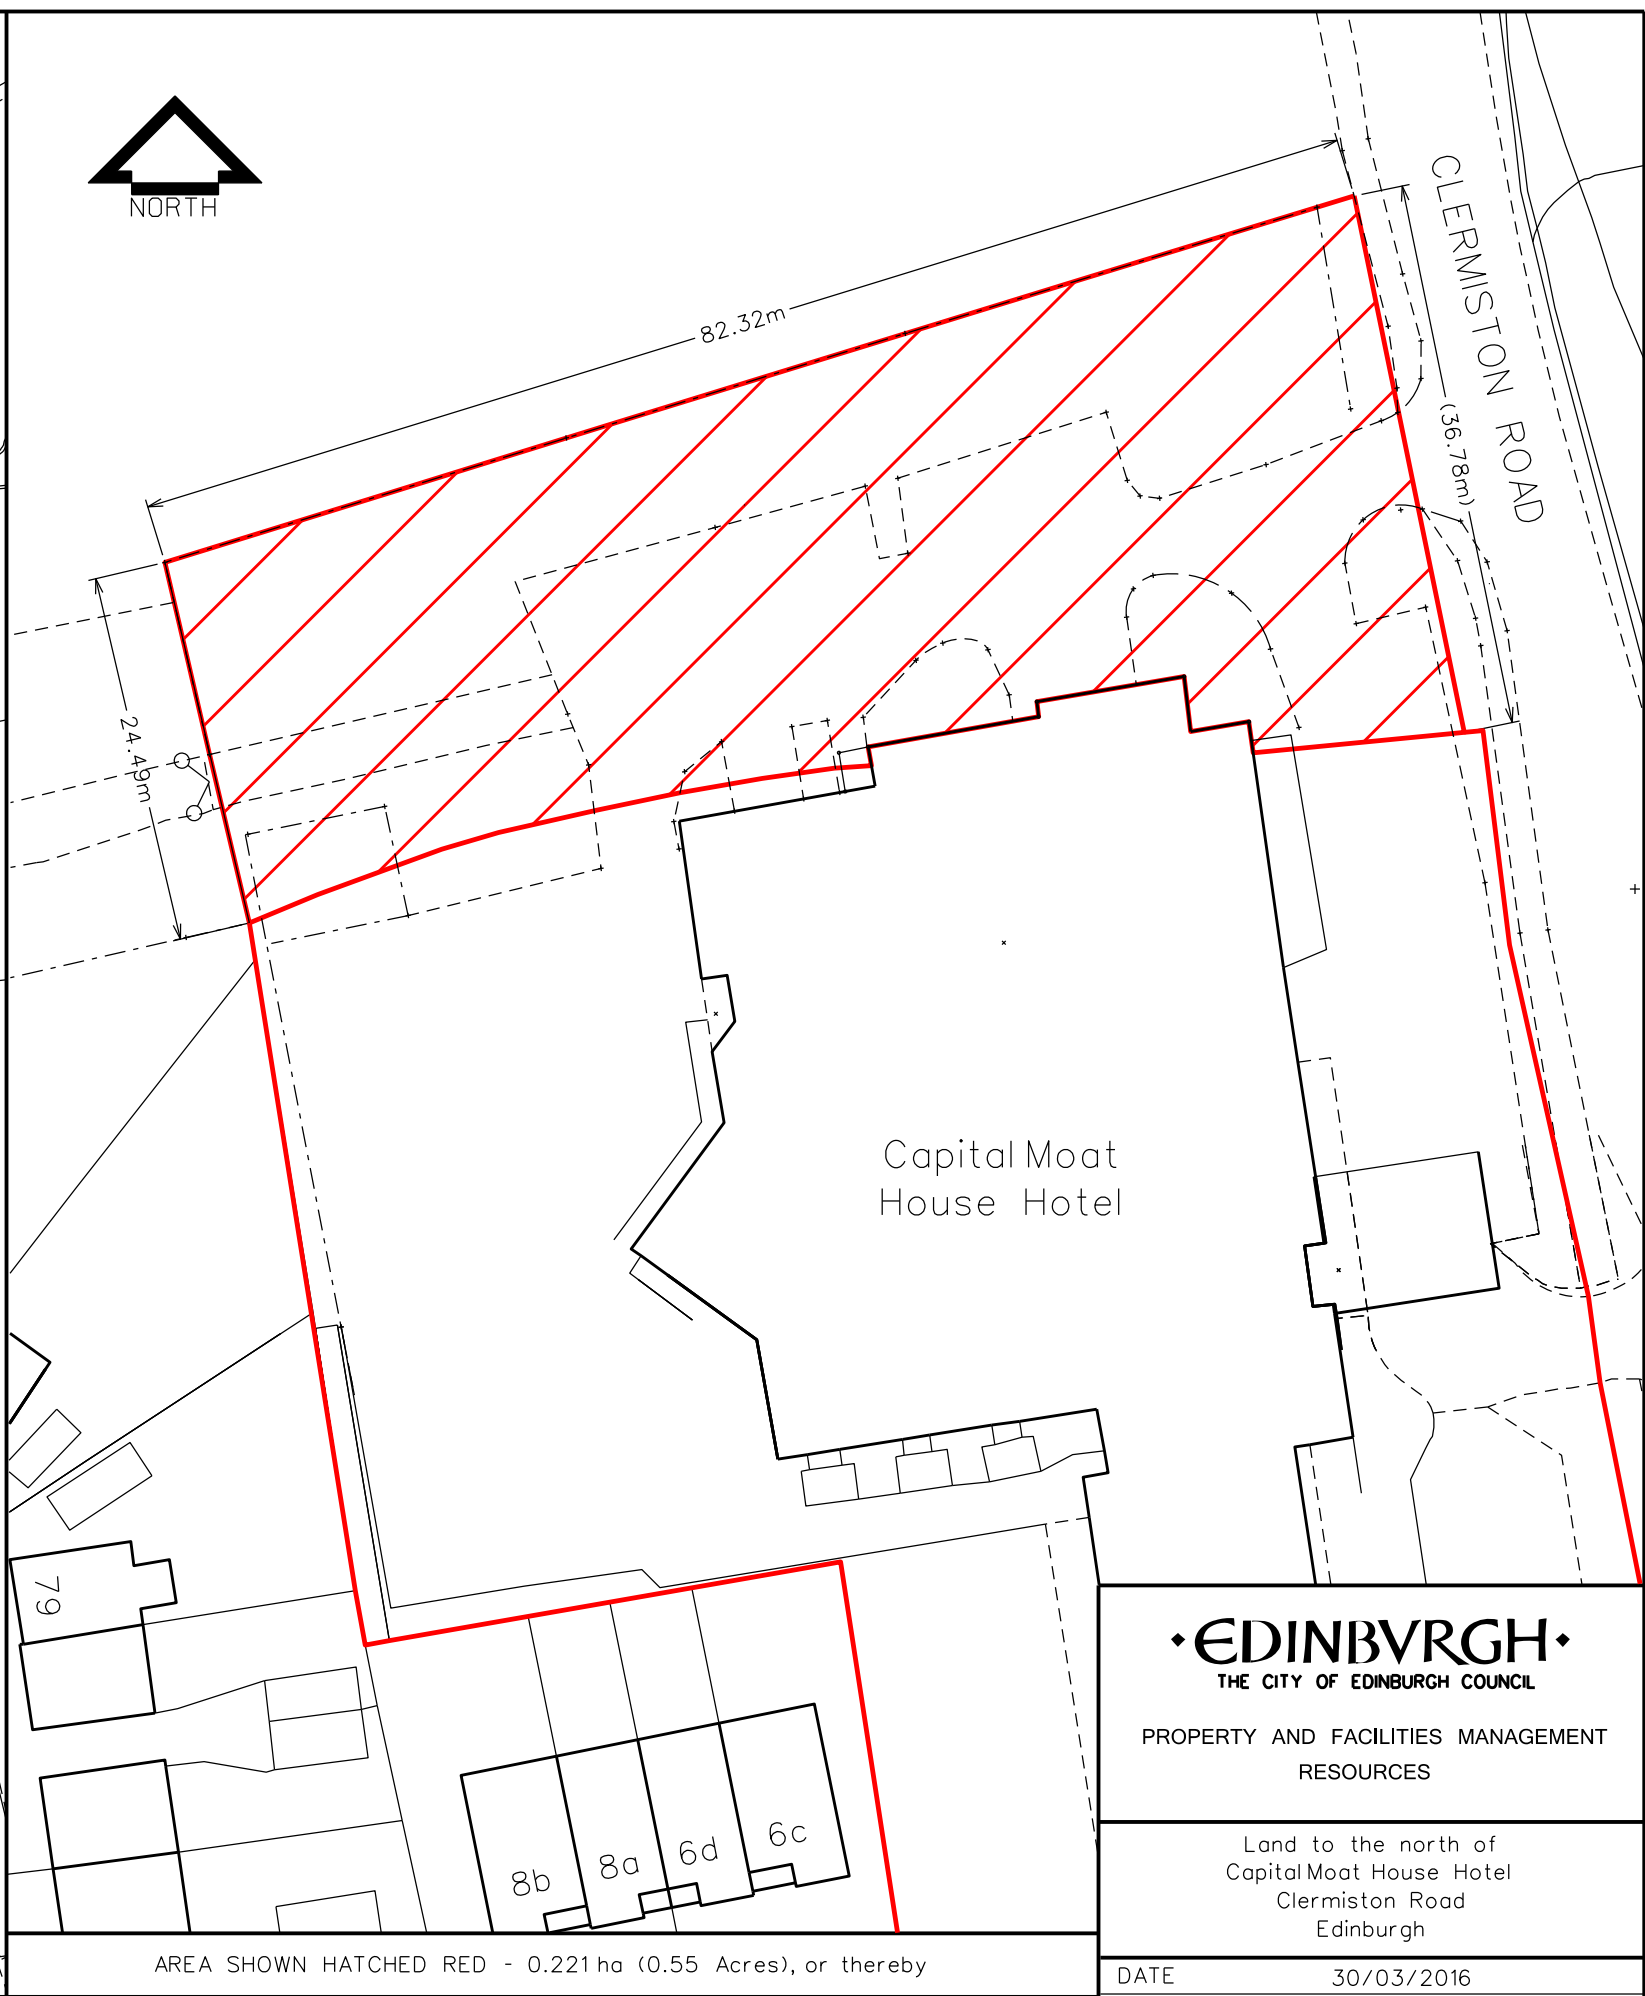 NORTH
CLERMISTON ROAD
82.32m
(36.78m)
24.49m
Capital Moat
House Hotel
79
8b
8a
6d
6c
EDINBVRGH
THE CITY OF EDINBURGH COUNCIL
PROPERTY AND FACILITIES MANAGEMENT
RESOURCES
Land to the north of
Capital Moat House Hotel
Clermiston Road
Edinburgh
AREA SHOWN HATCHED RED - 0.221 ha (0.55 Acres), or thereby
DATE 30/03/2016